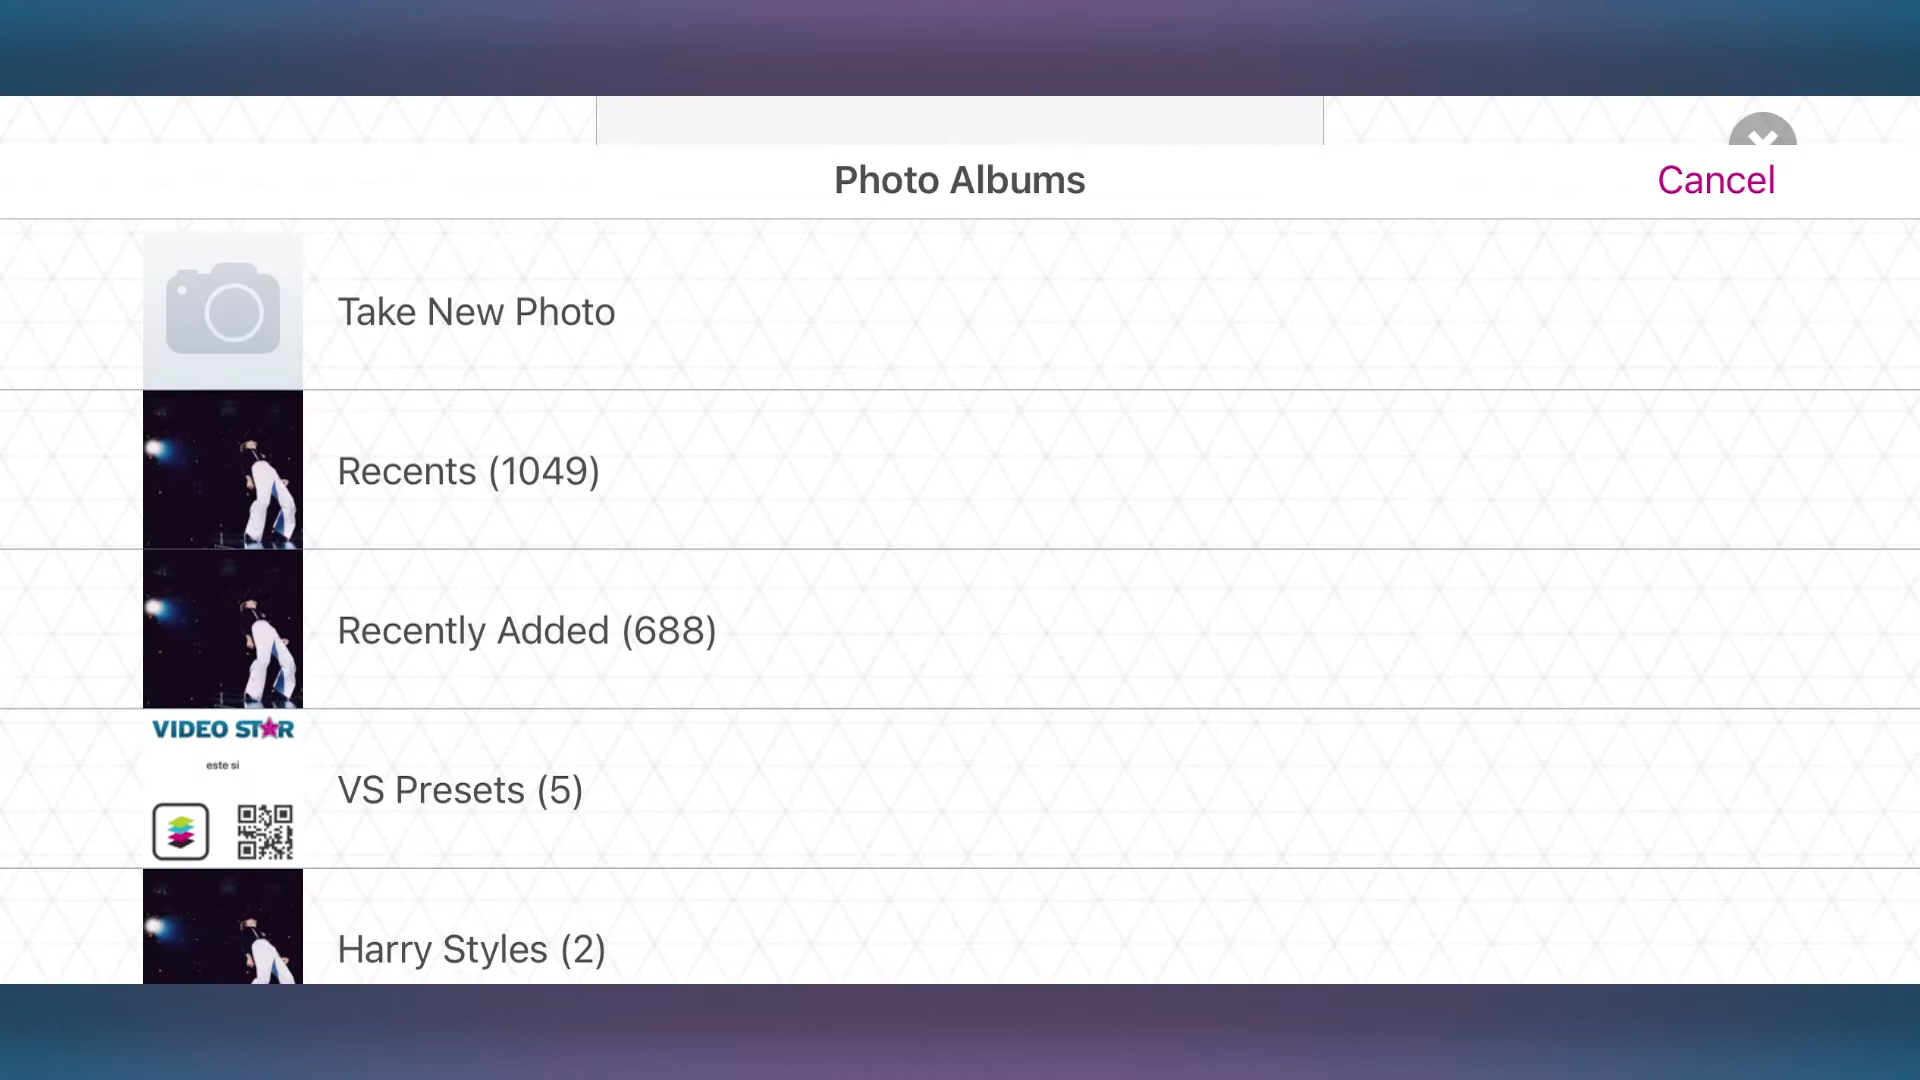 Photo Albums
Cancel
Take New Photo
Recents (1049)
Recently Added (688)
VIDEO STAR
este si
VS Presets (5)
Harry Styles (2)